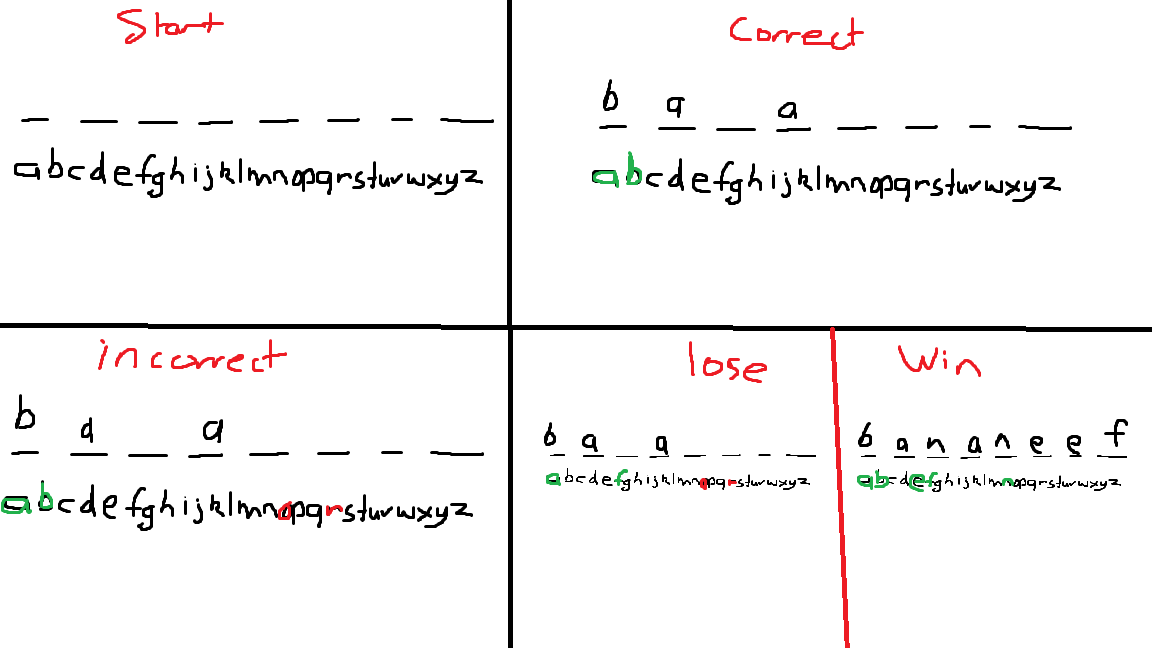 Start
abcdefghijklmnopqrstuvwxyz
Correct
b a a
abcdefghijklmnopqrstuvwxyz
incorrect
b a a
abcdefghijklmnopqrstuvwxyz
lose
b a a
abcdefghijklmnopqrstuvwxyz
Win
b a n a n e e f
abcdefghijklmnopqrstuvwxyz